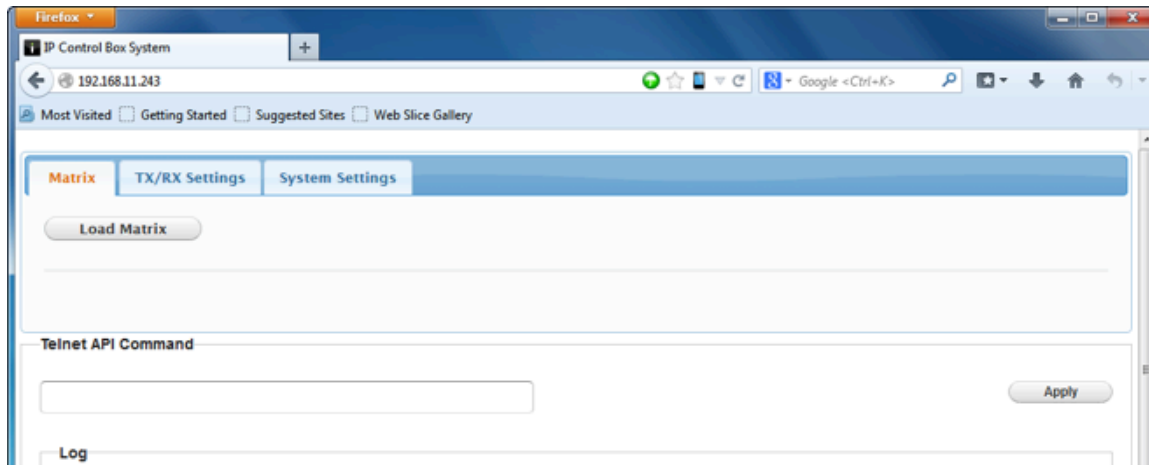 Firefox
IP Control Box System
192.168.11.243
Google <Ctrl+K>
Most Visited Getting Started Suggested Sites Web Slice Gallery
Matrix TX/RX Settings System Settings
Load Matrix
Telnet API Command
Apply
Log